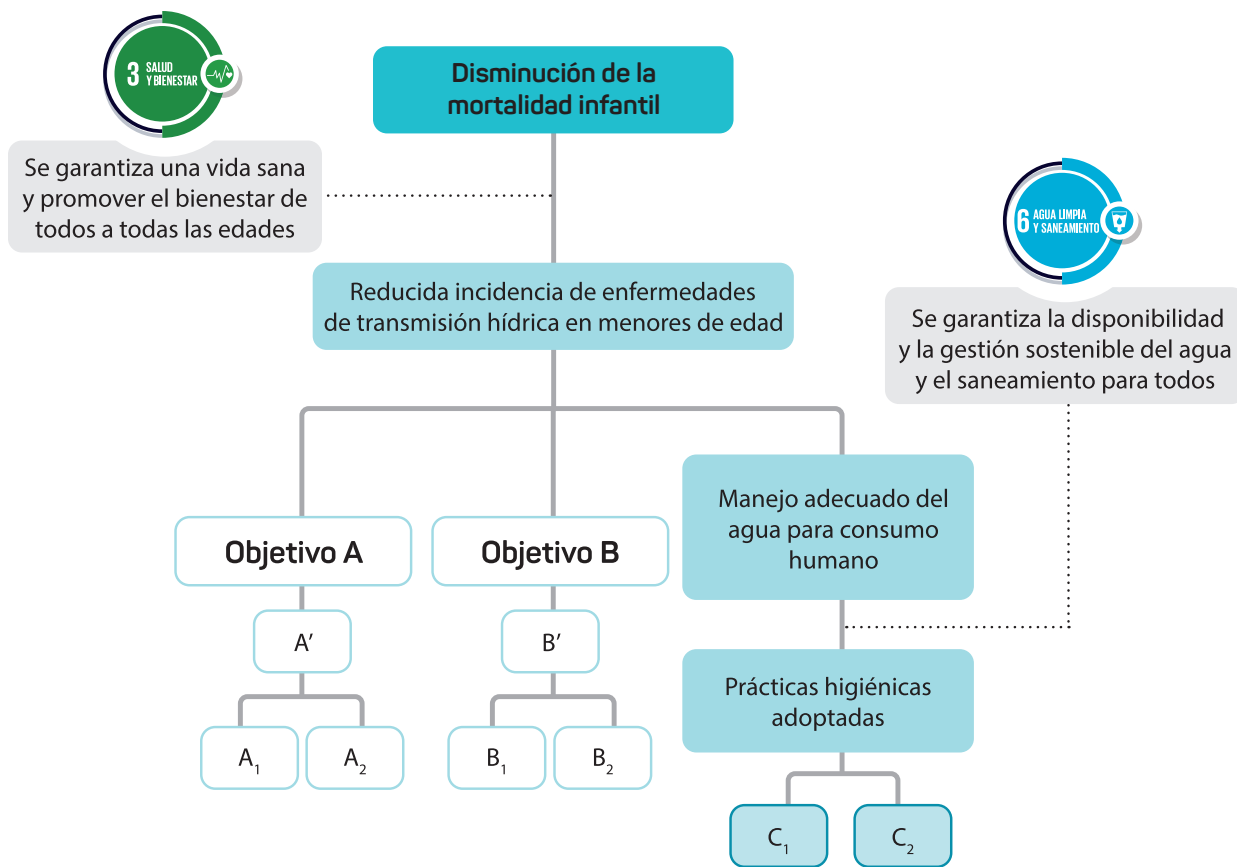 3 SALUD
Y BIENESTAR
Disminución de la
mortalidad infantil
Se garantiza una vida sana
y promover el bienestar de
todos a todas las edades
6 AGUA LIMPIA
Y SANEAMIENTO
Reducida incidencia de enfermedades
de transmisión hídrica en menores de edad
Se garantiza la disponibilidad
y la gestión sostenible del agua
y el saneamiento para todos
Objetivo A
Objetivo B
Manejo adecuado del
agua para consumo
humano
A’
B’
Prácticas higiénicas
adoptadas
A₁
A₂
B₁
B₂
C₁
C₂